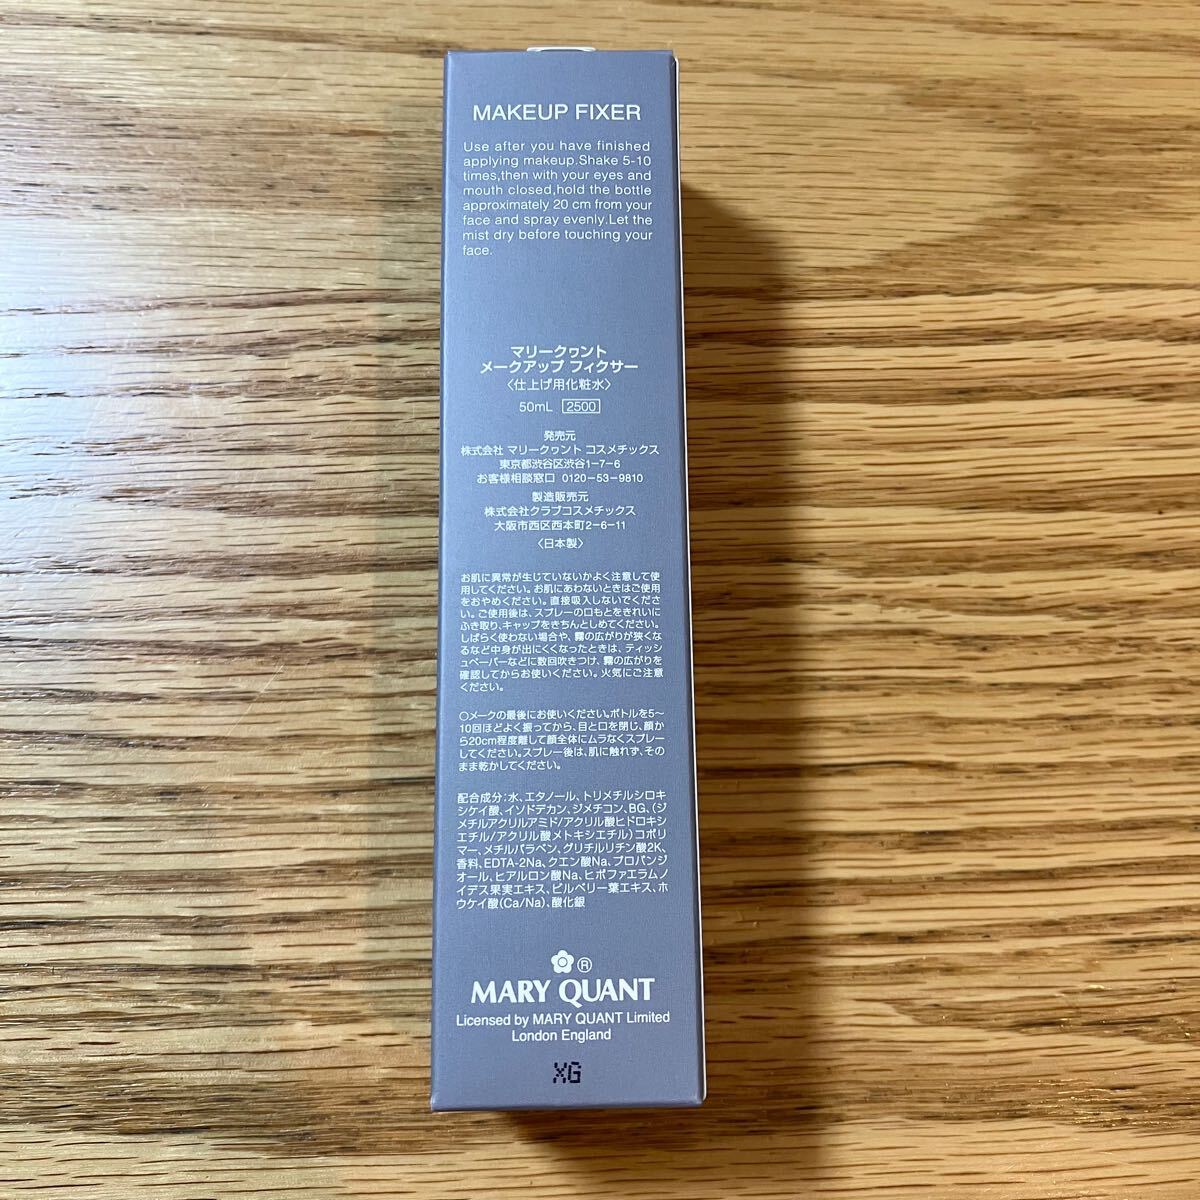 MAKEUP FIXER
Use after you have finished
applying makeup.Shake 5-10
times,then with your eyes and
mouth closed,hold the bottle
approximately 20 cm from your
face and spray evenly.Let the
mist dry before touching your
face.
マリークヮント
メークアップ フィクサー
〈仕上げ用化粧水〉
50mL 2500
発売元
株式会社 マリークヮント コスメチックス
東京都渋谷区渋谷1-7-6
お客様相談窓口 0120-53-9810
製造販売元
株式会社クラブコスメチックス
大阪市西区西本町2-6-11
〈日本製〉
お肌に異常が生じていないかよく注意して使
用してください。お肌にあわないときはご使用
をおやめください。直接吸入しないでくださ
い。ご使用後は、スプレーの口もとをきれいに
ふき取り、キャップをきちんとしめてください。
しばらく使わない場合や、霧の広がりが狭くな
るなど中身が出にくくなったときは、ティッシ
ュペーパーなどに数回吹きつけ、霧の広がりを
確認してからお使いください。火気にご注意
ください。
○メークの最後にお使いください。ボトルを5〜
10回ほどよく振ってから、目と口を閉じ、顔か
ら20cm程度離して顔全体にムラなくスプレー
してください。スプレー後は、肌に触れず、その
まま乾かしてください。
配合成分:水、エタノール、トリメチルシロキ
シケイ酸、イソドデカン、ジメチコン、BG、(ジ
メチルアクリルアミド/アクリル酸ヒドロキシ
エチル/アクリル酸メトキシエチル)コポリ
マー、メチルパラベン、グリチルリチン酸2K、
香料、EDTA-2Na、クエン酸Na、プロパンジ
オール、ヒアルロン酸Na、ヒポファエラムノ
イデス果実エキス、ビルベリー葉エキス、ホ
ウケイ酸(Ca/Na)、酸化銀
®
MARY QUANT
Licensed by MARY QUANT Limited
London England
XG